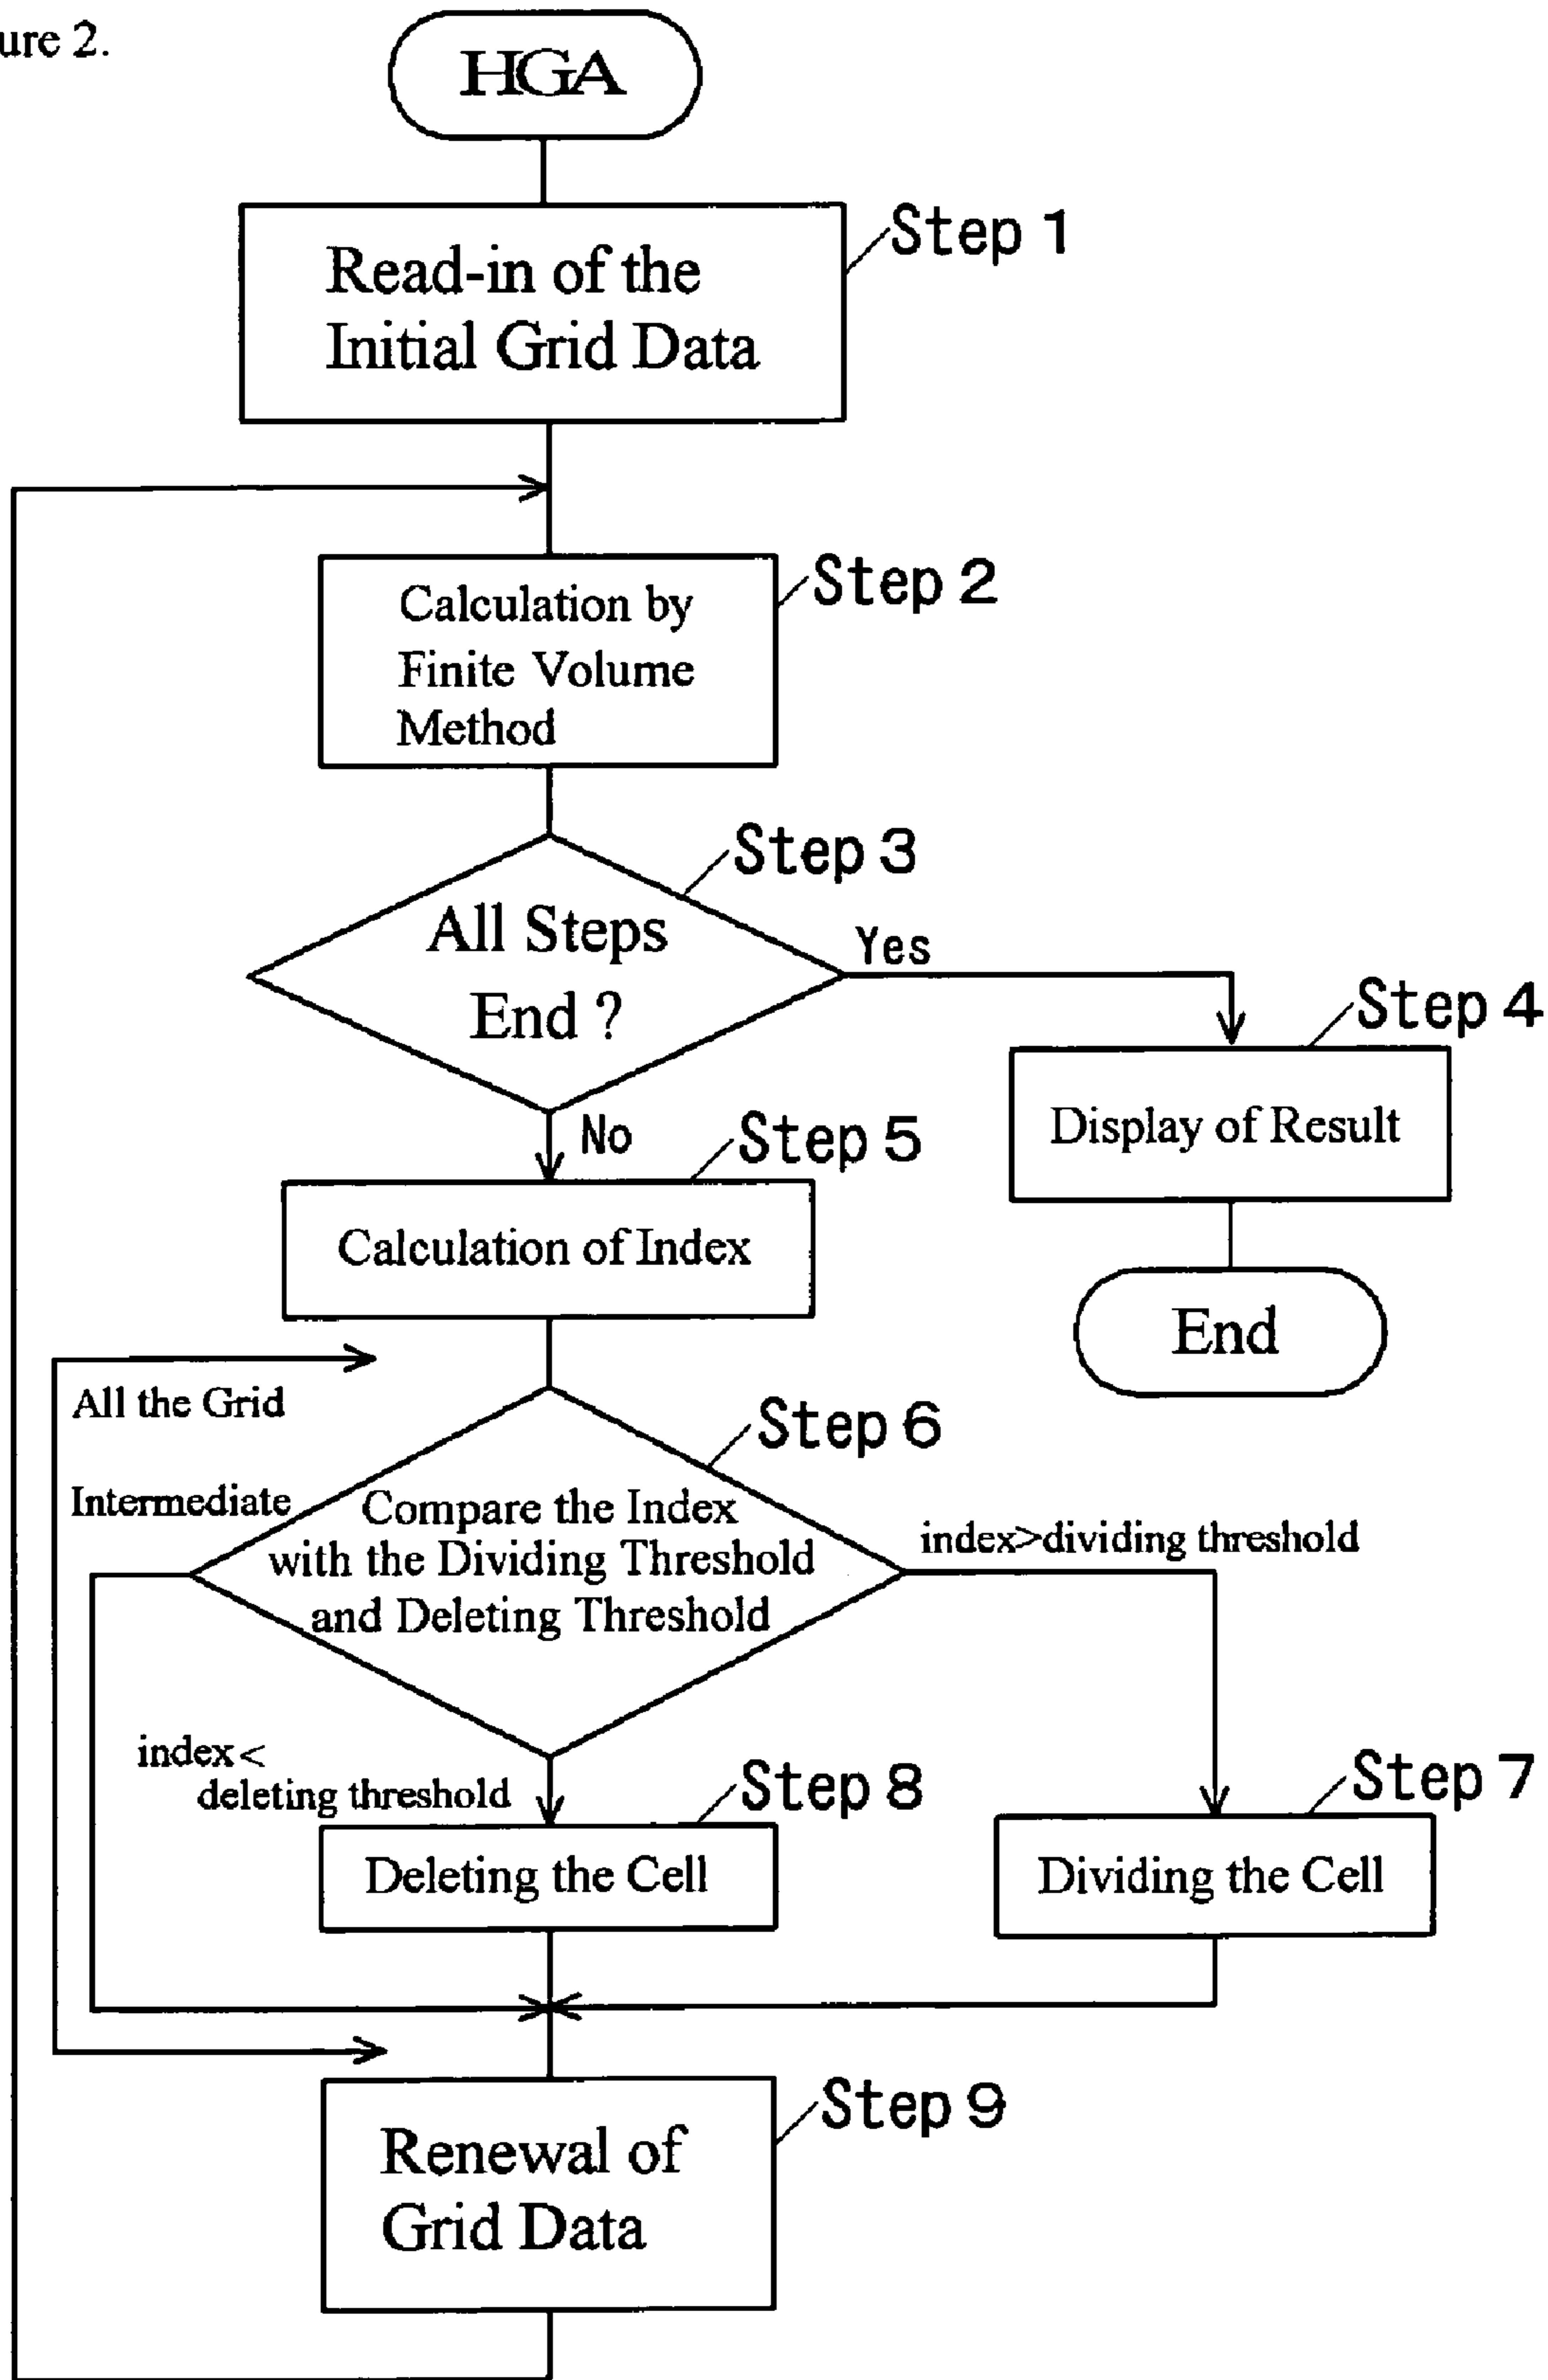 ure 2.
HGA
Step 1
Read-in of the
Initial Grid Data
Step 2
Calculation by
Finite Volume
Method
Step 3
All Steps
End ?
Yes
Step 4
Display of Result
End
No
Step 5
Calculation of Index
All the Grid
Step 6
Intermediate
Compare the Index
with the Dividing Threshold
and Deleting Threshold
index>dividing threshold
index<
deleting threshold
Step 8
Deleting the Cell
Step 7
Dividing the Cell
Step 9
Renewal of
Grid Data